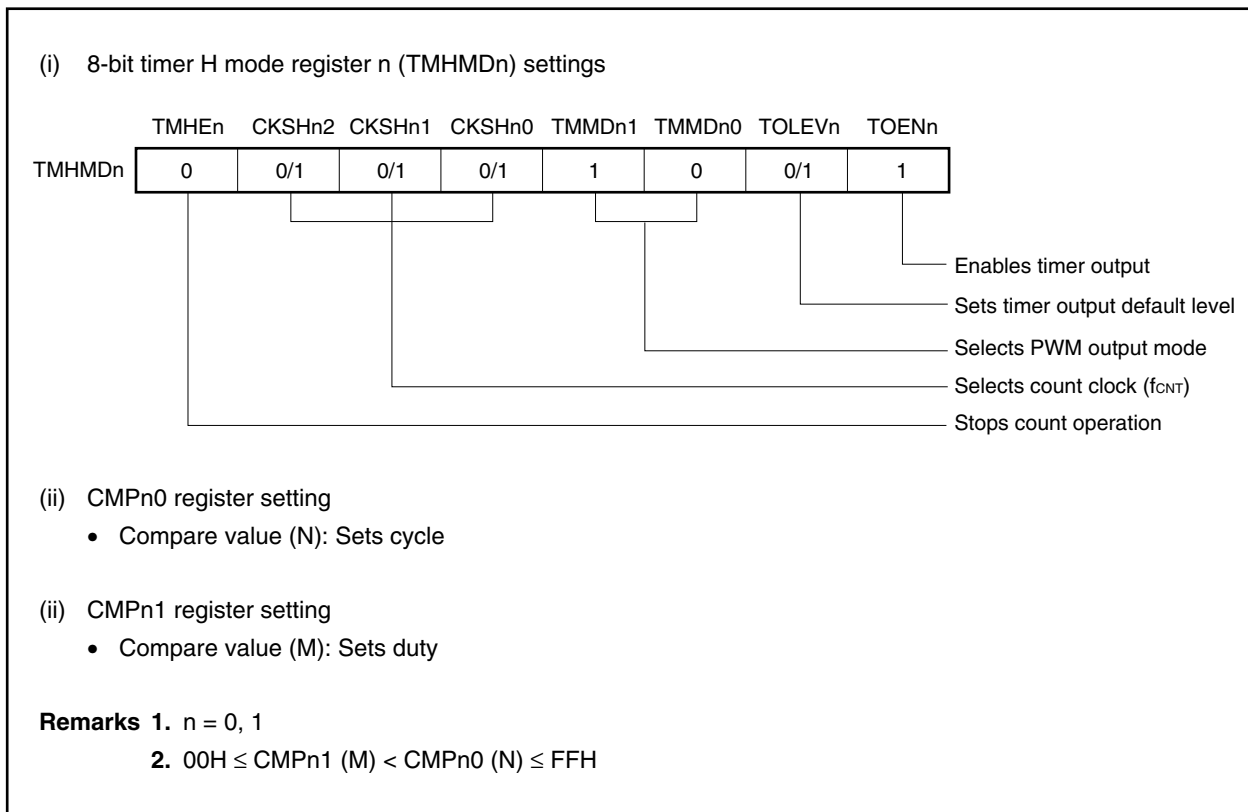 (i) 8-bit timer H mode register n (TMHMDn) settings
TMHEn CKSHn2 CKSHn1 CKSHn0 TMMDn1 TMMDn0 TOLEVn TOENn
TMHMDn 0 0/1 0/1 0/1 1 0 0/1 1
Enables timer output
Sets timer output default level
Selects PWM output mode
Selects count clock (fCNT)
Stops count operation
(ii) CMPn0 register setting
• Compare value (N): Sets cycle
(ii) CMPn1 register setting
• Compare value (M): Sets duty
Remarks 1. n = 0, 1
2. 00H ≤ CMPn1 (M) < CMPn0 (N) ≤ FFH